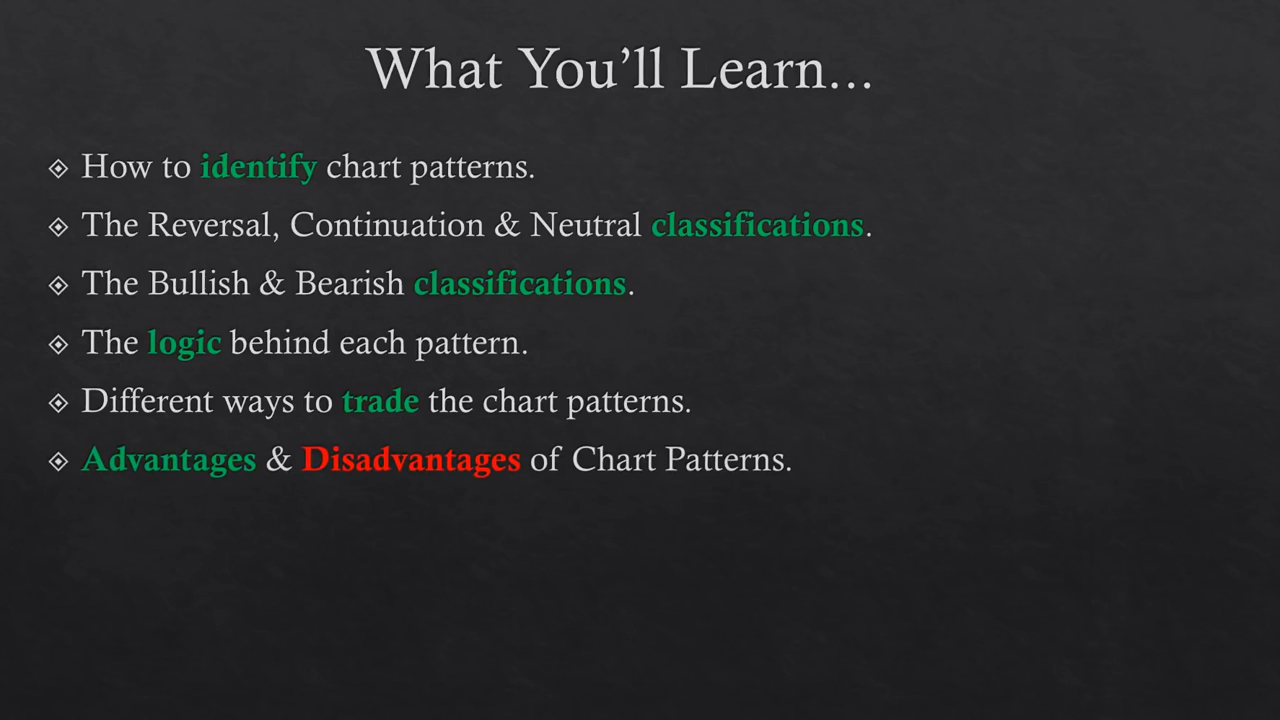 What You’ll Learn...
How to identify chart patterns.
The Reversal, Continuation & Neutral classifications.
The Bullish & Bearish classifications.
The logic behind each pattern.
Different ways to trade the chart patterns.
Advantages & Disadvantages of Chart Patterns.